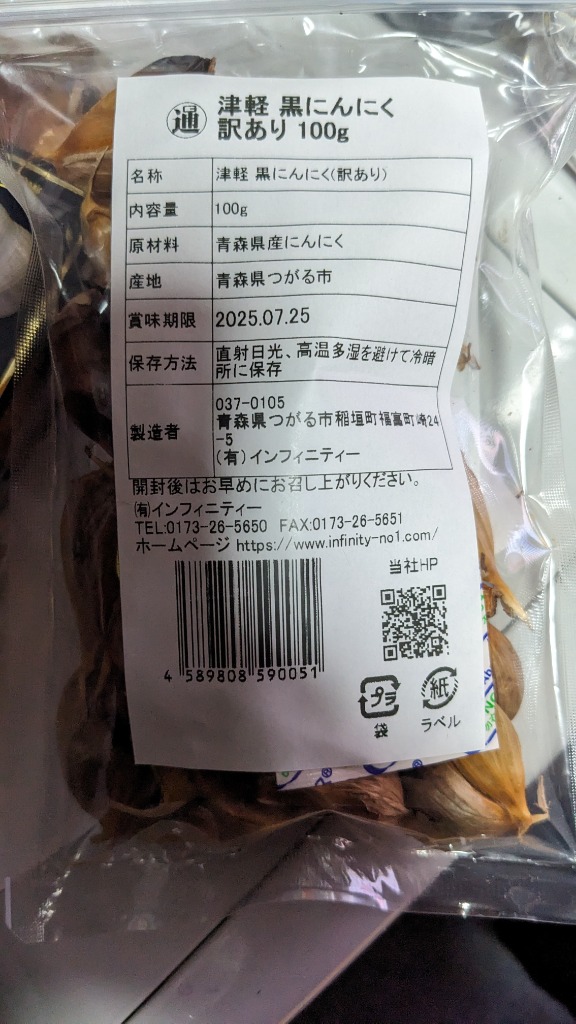 通 津軽 黒にんにく
訳あり 100g
名称 津軽 黒にんにく(訳あり)
内容量 100g
原材料 青森県産にんにく
産地 青森県つがる市
賞味期限 2025.07.25
保存方法 直射日光、高温多湿を避けて冷暗
所に保存
製造者 037-0105
青森県つがる市稲垣町福富町崎24
-5
(有)インフィニティー
開封後はお早めにお召し上がりください。
㈲インフィニティー
TEL:0173-26-5650 FAX:0173-26-5651
ホームページ https://www.infinity-no1.com/
当社HP
4 589808 590051
プラ
袋
紙
ラベル